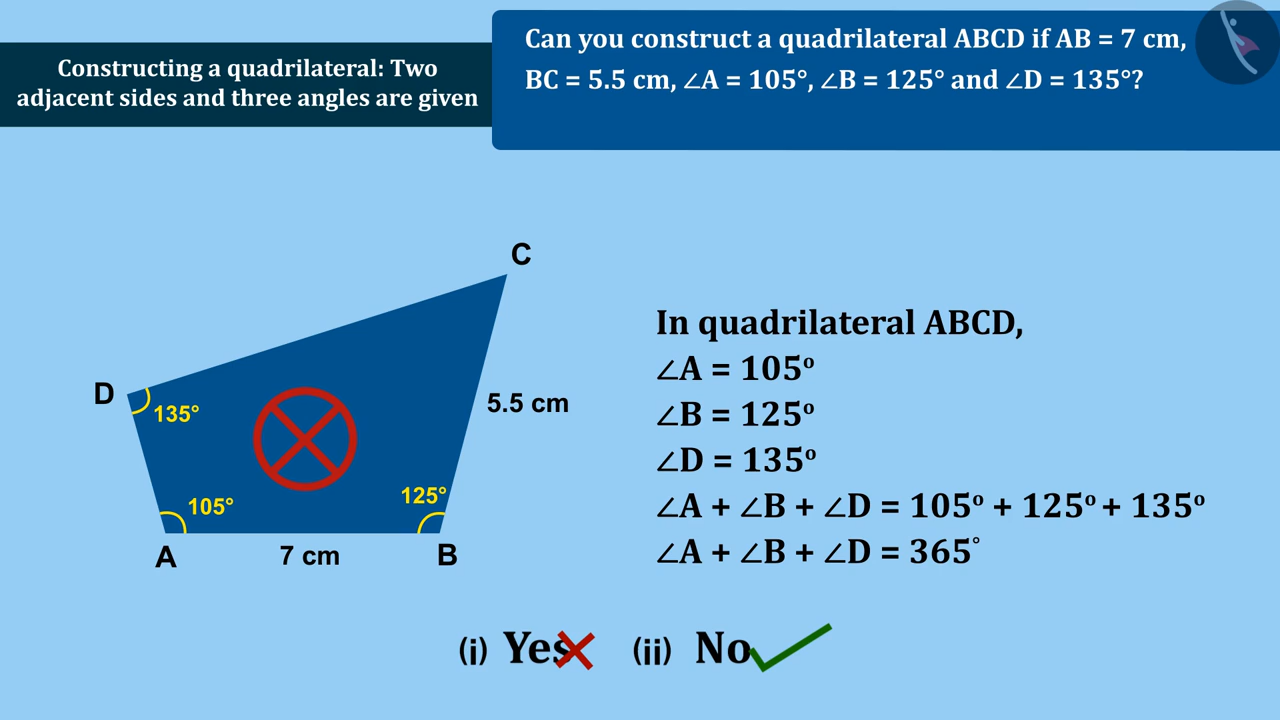 Constructing a quadrilateral: Two
adjacent sides and three angles are given
Can you construct a quadrilateral ABCD if AB = 7 cm,
BC = 5.5 cm, ∠A = 105°, ∠B = 125° and ∠D = 135°?
C
D
135°
5.5 cm
105°
125°
A
7 cm
B
In quadrilateral ABCD,
∠A = 105°
∠B = 125°
∠D = 135°
∠A + ∠B + ∠D = 105° + 125° + 135°
∠A + ∠B + ∠D = 365°
(i) Yes (ii) No